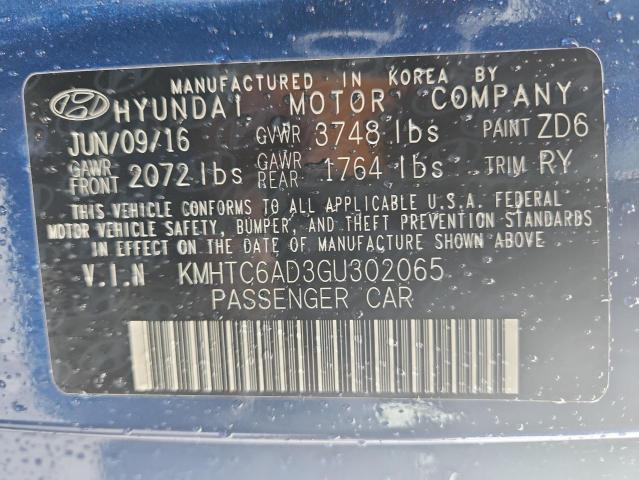 MANUFACTURED IN KOREA BY
HYUNDAI MOTOR COMPANY
JUN/09/16 GVWR 3748 lbs PAINT ZD6
GAWR FRONT 2072 lbs GAWR REAR 1764 lbs TRIM RY
THIS VEHICLE CONFORMS TO ALL APPLICABLE U.S.A. FEDERAL
MOTOR VEHICLE SAFETY, BUMPER, AND THEFT PREVENTION STANDARDS
IN EFFECT ON THE DATE OF MANUFACTURE SHOWN ABOVE
V.I.N KMHTC6AD3GU302065
PASSENGER CAR